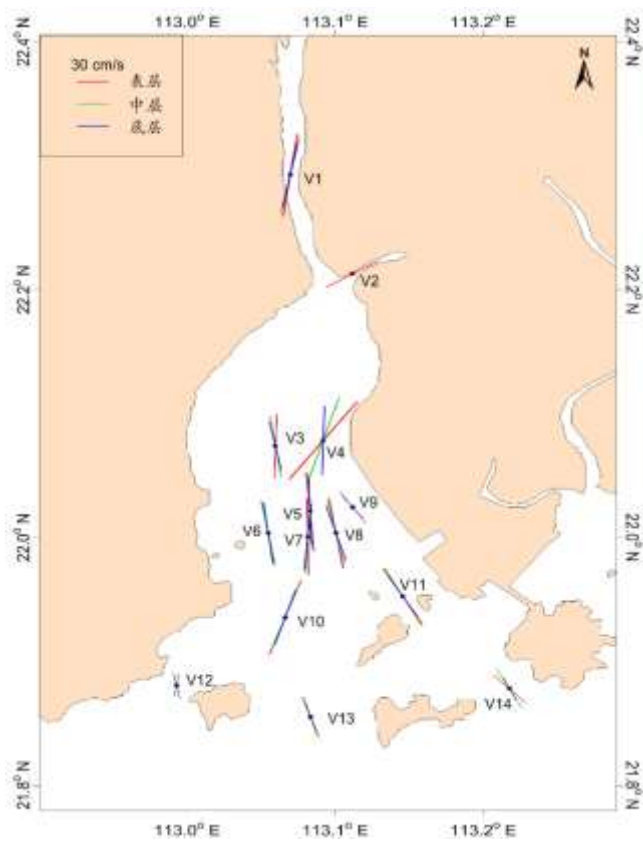 113.0° E 113.1° E 113.2° E
22.4° N 22.4° N
30 cm/s
表层
中层
底层
N
V1
V2
22.2° N 22.2° N
V3
V4
V9
V5
V6
V7
V8
22.0° N 22.0° N
V11
V10
V12
V14
V13
21.8° N 21.8° N
113.0° E 113.1° E 113.2° E